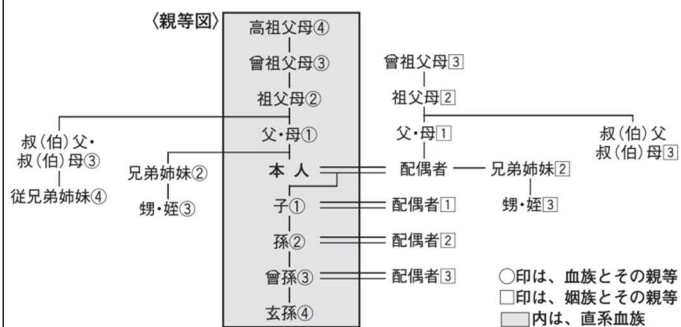 〈親等図〉
高祖父母④
曾祖父母③
曾祖父母3
祖父母②
祖父母2
叔(伯)父・
叔(伯)母③
父・母①
父・母1
叔(伯)父
叔(伯)母3
兄弟姉妹②
本人
配偶者
兄弟姉妹2
従兄弟姉妹④
甥・姪③
子①
配偶者1
甥・姪3
孫②
配偶者2
曾孫③
配偶者3
玄孫④
○印は、血族とその親等
□印は、姻族とその親等
内は、直系血族